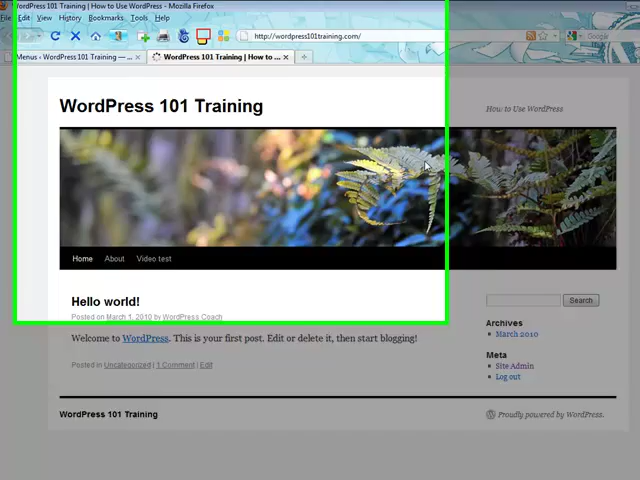 WordPress 101 Training | How to Use WordPress - Mozilla Firefox
File Edit View History Bookmarks Tools Help
http://wordpress101training.com/
Google
Menus ‹ WordPress 101 Training — ...
WordPress 101 Training | How to ...
WordPress 101 Training
How to Use WordPress
Home About Video test
Hello world!
Posted on March 1, 2010 by WordPress Coach
Welcome to WordPress. This is your first post. Edit or delete it, then start blogging!
Posted in Uncategorized | 1 Comment | Edit
Search
Archives
March 2010
Meta
Site Admin
Log out
WordPress 101 Training
Proudly powered by WordPress.